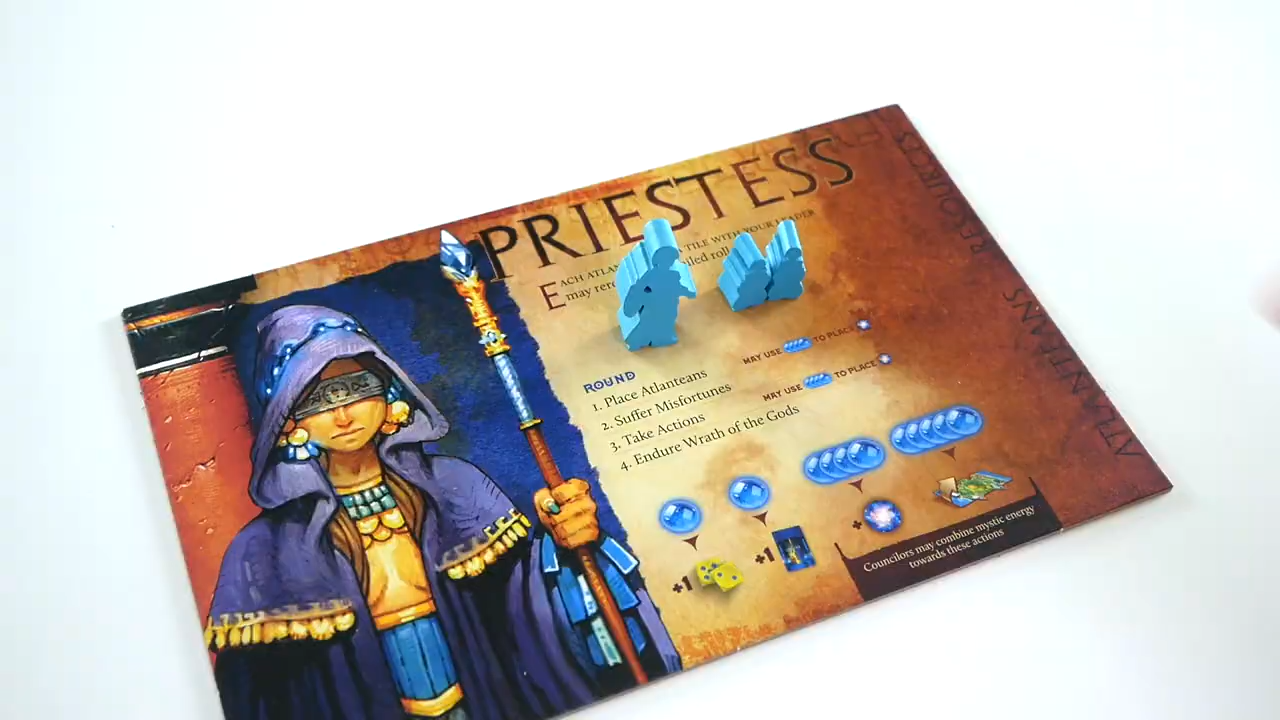 PRIESTESS
EACH ATLAN TILE WITH YOUR LEADER
may rer iled roll
ROUND
1. Place Atlanteans
2. Suffer Misfortunes
3. Take Actions
4. Endure Wrath of the Gods
MAY USE TO PLACE
MAY USE TO PLACE
+1
+1
+
Councilors may combine mystic energy
towards these actions
RESOURCES
ATLANTEANS